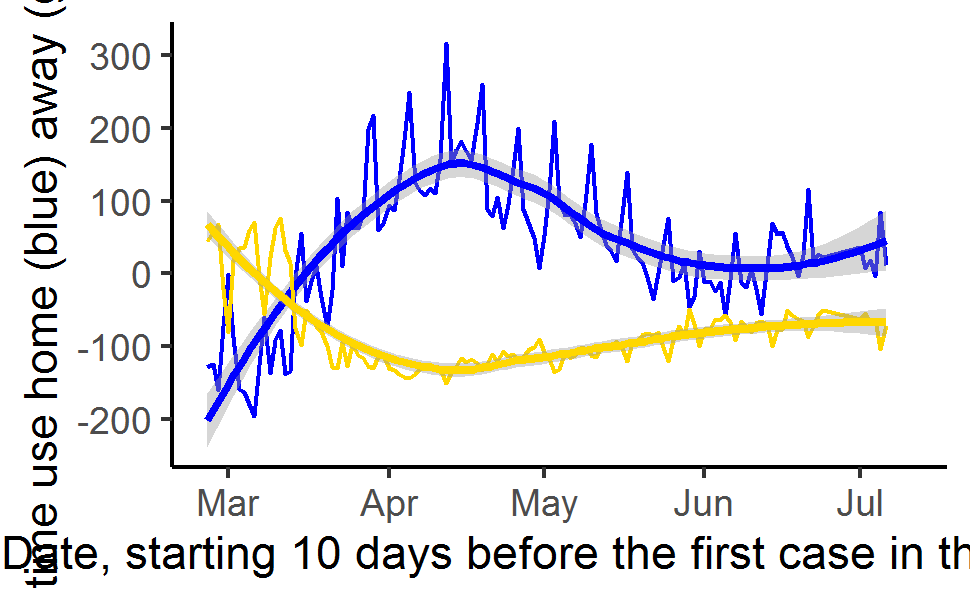 time use home (blue) away (
300
200
100
0
-100
-200
Mar Apr May Jun Jul
Date, starting 10 days before the first case in th